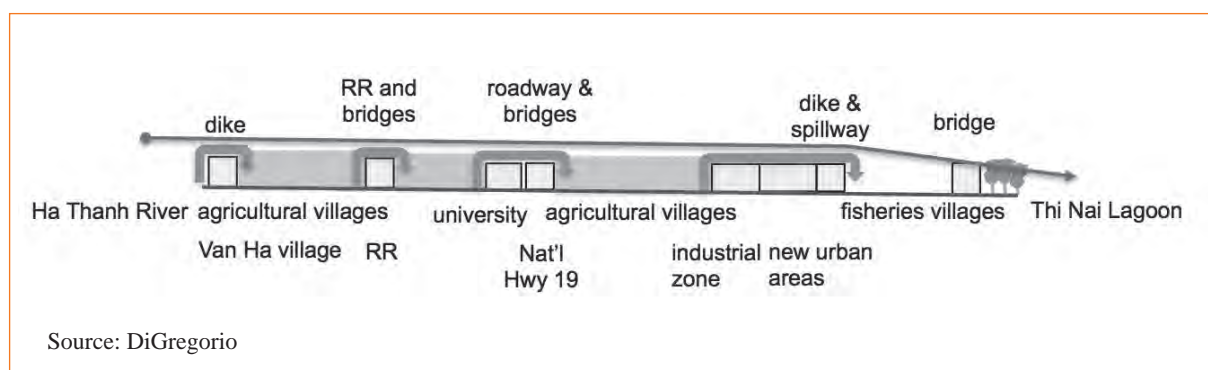 dike
RR and
bridges
roadway &
bridges
dike &
spillway
bridge
Ha Thanh River
agricultural villages
university
agricultural villages
fisheries villages
Thi Nai Lagoon
Van Ha village
RR
Nat'l
Hwy 19
industrial
zone
new urban
areas
Source: DiGregorio